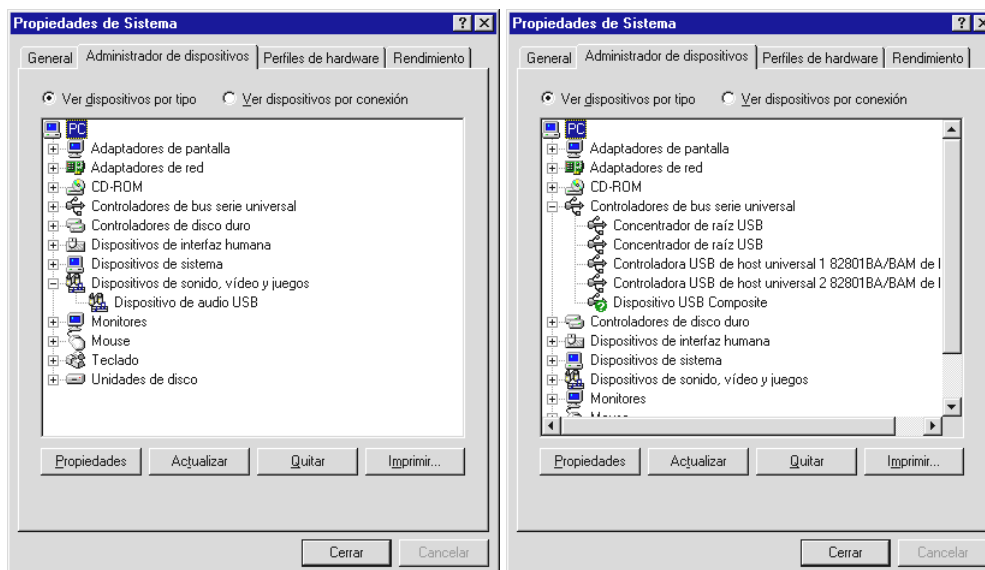 Propiedades de Sistema
General Administrador de dispositivos Perfiles de hardware Rendimiento
Ver dispositivos por tipo Ver dispositivos por conexión
PC
Adaptadores de pantalla
Adaptadores de red
CD-ROM
Controladores de bus serie universal
Controladores de disco duro
Dispositivos de interfaz humana
Dispositivos de sistema
Dispositivos de sonido, vídeo y juegos
Dispositivo de audio USB
Monitores
Mouse
Teclado
Unidades de disco
Propiedades Actualizar Quitar Imprimir...
Cerrar Cancelar
Propiedades de Sistema
General Administrador de dispositivos Perfiles de hardware Rendimiento
Ver dispositivos por tipo Ver dispositivos por conexión
PC
Adaptadores de pantalla
Adaptadores de red
CD-ROM
Controladores de bus serie universal
Concentrador de raíz USB
Concentrador de raíz USB
Controladora USB de host universal 1 82801BA/BAM de I
Controladora USB de host universal 2 82801BA/BAM de I
Dispositivo USB Composite
Controladores de disco duro
Dispositivos de interfaz humana
Dispositivos de sistema
Dispositivos de sonido, vídeo y juegos
Monitores
Propiedades Actualizar Quitar Imprimir...
Cerrar Cancelar